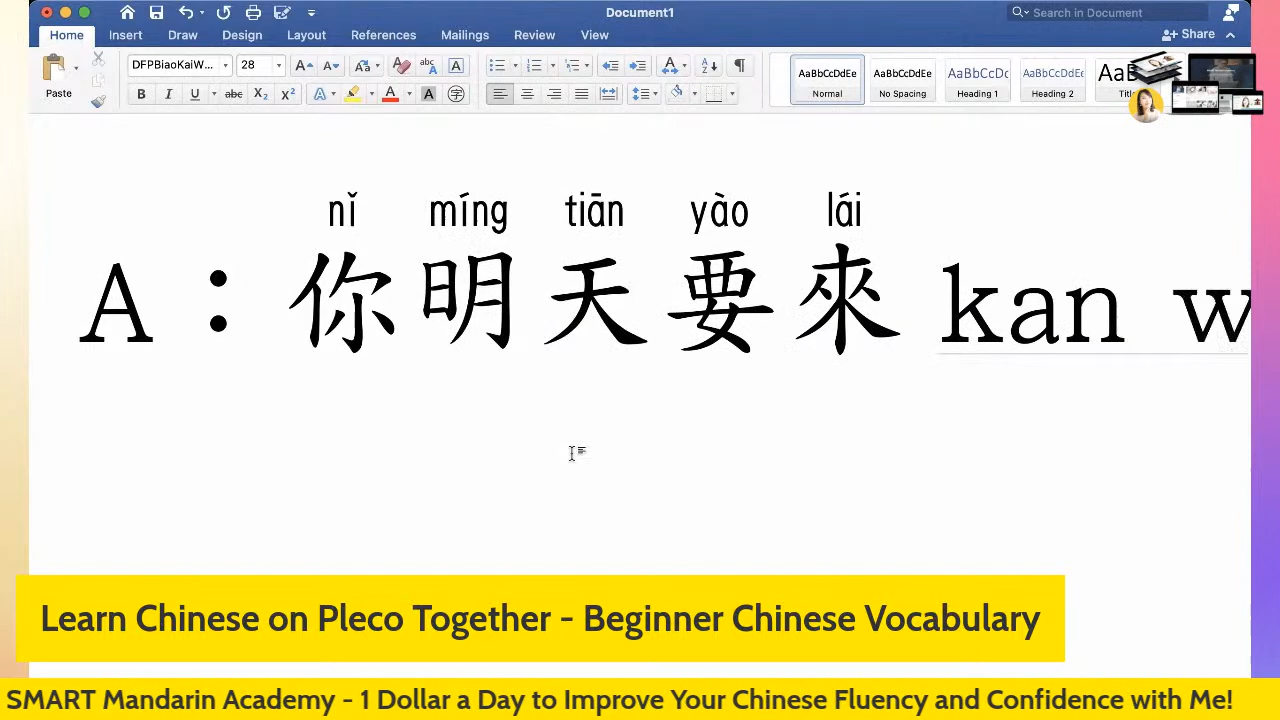 Document1
Search in Document
Home Insert Draw Design Layout References Mailings Review View
Share
Paste
DFPBiaoKaiW... 28
AaBbCcDdEe AaBbCcDdEe AaBbCcDc AaBbCcDdE
Normal No Spacing Heading 1 Heading 2
nǐ míng tiān yào lái
A：你明天要來 kan w
Learn Chinese on Pleco Together - Beginner Chinese Vocabulary
SMART Mandarin Academy - 1 Dollar a Day to Improve Your Chinese Fluency and Confidence with Me!